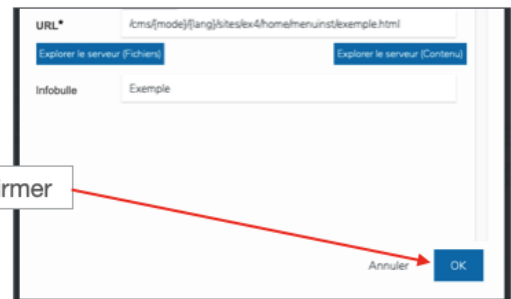 URL* /cms/{mode}/{lang}/sites/ex4/home/menuinst/exemple.html
Explorer le serveur (Fichiers) Explorer le serveur (Contenu)
Infobulle Exemple
irmer
Annuler OK